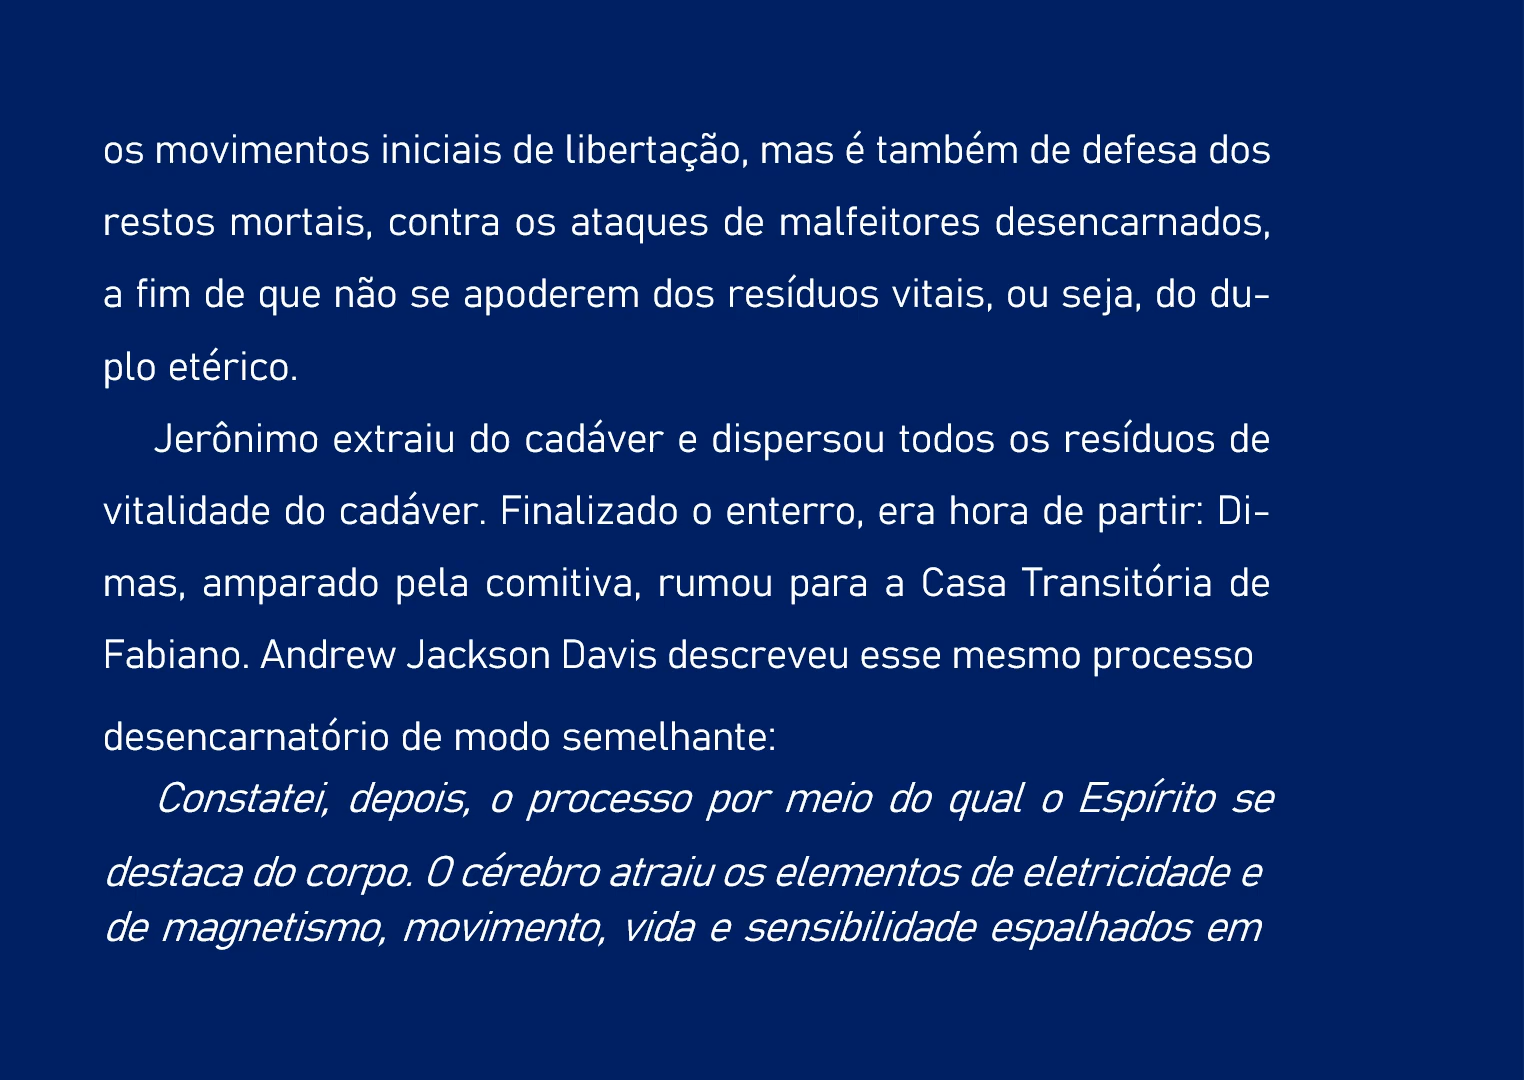 os movimentos iniciais de libertação, mas é também de defesa dos
restos mortais, contra os ataques de malfeitores desencarnados,
a fim de que não se apoderem dos resíduos vitais, ou seja, do du-
plo etérico.
Jerônimo extraiu do cadáver e dispersou todos os resíduos de
vitalidade do cadáver. Finalizado o enterro, era hora de partir: Di-
mas, amparado pela comitiva, rumou para a Casa Transitória de
Fabiano. Andrew Jackson Davis descreveu esse mesmo processo
desencarnatório de modo semelhante:
Constatei, depois, o processo por meio do qual o Espírito se
destaca do corpo. O cérebro atraiu os elementos de eletricidade e
de magnetismo, movimento, vida e sensibilidade espalhados em